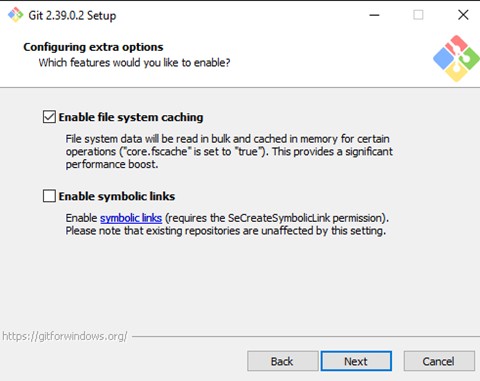 Git 2.39.0.2 Setup
Configuring extra options
Which features would you like to enable?
Enable file system caching
File system data will be read in bulk and cached in memory for certain
operations ("core.fscache" is set to "true"). This provides a significant
performance boost.
Enable symbolic links
Enable symbolic links (requires the SeCreateSymbolicLink permission).
Please note that existing repositories are unaffected by this setting.
https://gitforwindows.org/
Back Next Cancel